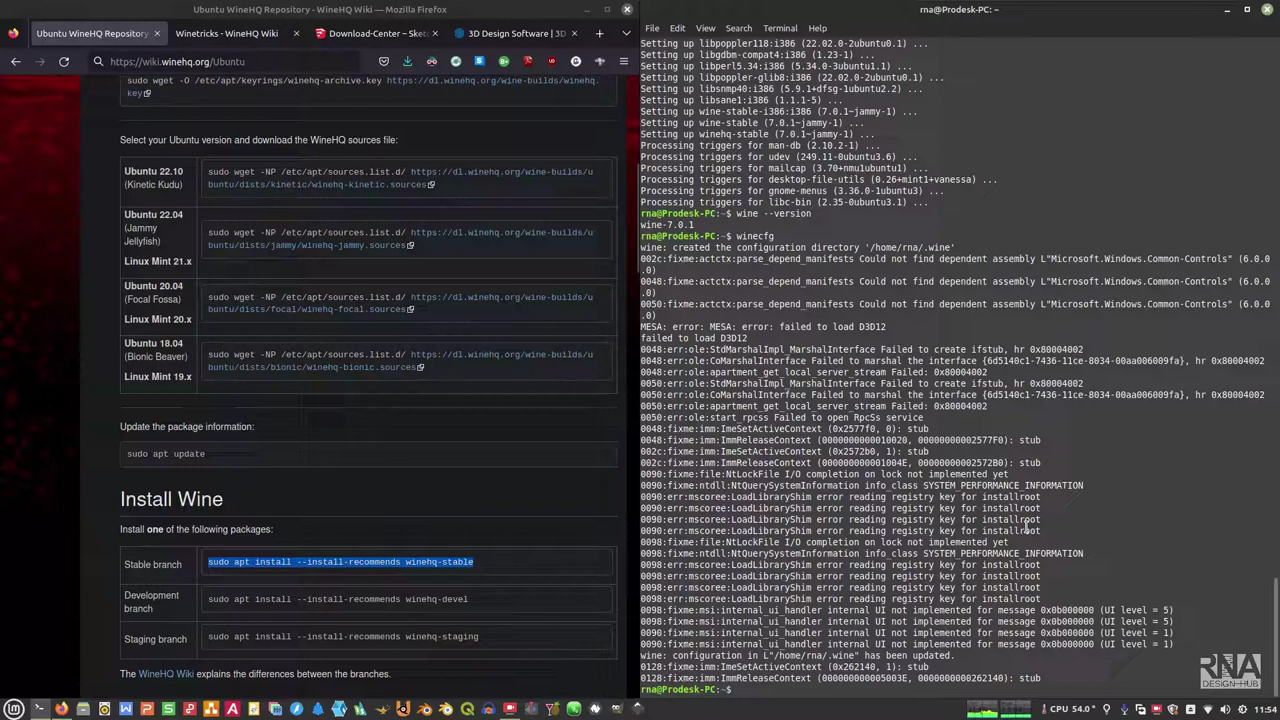 Ubuntu WineHQ Repository - WineHQ Wiki — Mozilla Firefox
Ubuntu WineHQ Repository
Winetricks - WineHQ Wiki
Download-Center – Sketc
3D Design Software | 3D
https://wiki.winehq.org/Ubuntu
sudo wget -O /etc/apt/keyrings/winehq-archive.key https://dl.winehq.org/wine-builds/winehq.
key
Select your Ubuntu version and download the WineHQ sources file:
Ubuntu 22.10
(Kinetic Kudu)
sudo wget -NP /etc/apt/sources.list.d/ https://dl.winehq.org/wine-builds/u
buntu/dists/kinetic/winehq-kinetic.sources
Ubuntu 22.04
(Jammy
Jellyfish)
Linux Mint 21.x
sudo wget -NP /etc/apt/sources.list.d/ https://dl.winehq.org/wine-builds/u
buntu/dists/jammy/winehq-jammy.sources
Ubuntu 20.04
(Focal Fossa)
Linux Mint 20.x
sudo wget -NP /etc/apt/sources.list.d/ https://dl.winehq.org/wine-builds/u
buntu/dists/focal/winehq-focal.sources
Ubuntu 18.04
(Bionic Beaver)
Linux Mint 19.x
sudo wget -NP /etc/apt/sources.list.d/ https://dl.winehq.org/wine-builds/u
buntu/dists/bionic/winehq-bionic.sources
Update the package information:
sudo apt update
Install Wine
Install one of the following packages:
Stable branch
sudo apt install --install-recommends winehq-stable
Development
branch
sudo apt install --install-recommends winehq-devel
Staging branch
sudo apt install --install-recommends winehq-staging
The WineHQ Wiki explains the differences between the branches.
rna@Prodesk-PC: ~
File Edit View Search Terminal Help
Setting up libpoppler118:i386 (22.02.0-2ubuntu0.1) ...
Setting up libgdbm-compat4:i386 (1.23-1) ...
Setting up libperl5.34:i386 (5.34.0-3ubuntu1.1) ...
Setting up libpoppler-glib8:i386 (22.02.0-2ubuntu0.1) ...
Setting up libsnmp40:i386 (5.9.1+dfsg-1ubuntu2.2) ...
Setting up libsane1:i386 (1.1.1-5) ...
Setting up wine-stable-i386:i386 (7.0.1~jammy-1) ...
Setting up wine-stable (7.0.1~jammy-1) ...
Setting up winehq-stable (7.0.1~jammy-1) ...
Processing triggers for man-db (2.10.2-1) ...
Processing triggers for udev (249.11-0ubuntu3.6) ...
Processing triggers for mailcap (3.70+nmu1ubuntu1) ...
Processing triggers for desktop-file-utils (0.26+mint1+vanessa) ...
Processing triggers for gnome-menus (3.36.0-1ubuntu3) ...
Processing triggers for libc-bin (2.35-0ubuntu3.1) ...
rna@Prodesk-PC:~$ wine --version
wine-7.0.1
rna@Prodesk-PC:~$ winecfg
wine: created the configuration directory '/home/rna/.wine'
002c:fixme:actctx:parse_depend_manifests Could not find dependent assembly L"Microsoft.Windows.Common-Controls" (6.0.0
.0)
0048:fixme:actctx:parse_depend_manifests Could not find dependent assembly L"Microsoft.Windows.Common-Controls" (6.0.0
.0)
0050:fixme:actctx:parse_depend_manifests Could not find dependent assembly L"Microsoft.Windows.Common-Controls" (6.0.0
.0)
MESA: error: MESA: error: failed to load D3D12
failed to load D3D12
0048:err:ole:StdMarshalImpl_MarshalInterface Failed to create ifstub, hr 0x80004002
0048:err:ole:CoMarshalInterface Failed to marshal the interface {6d5140c1-7436-11ce-8034-00aa006009fa}, hr 0x80004002
0048:err:ole:apartment_get_local_server_stream Failed: 0x80004002
0050:err:ole:StdMarshalImpl_MarshalInterface Failed to create ifstub, hr 0x80004002
0050:err:ole:CoMarshalInterface Failed to marshal the interface {6d5140c1-7436-11ce-8034-00aa006009fa}, hr 0x80004002
0050:err:ole:apartment_get_local_server_stream Failed: 0x80004002
0050:err:ole:start_rpcss Failed to open RpcSs service
0048:fixme:imm:ImeSetActiveContext (0x2577f0, 0): stub
0048:fixme:imm:ImmReleaseContext (0000000000010020, 00000000002577F0): stub
002c:fixme:imm:ImeSetActiveContext (0x2572b0, 1): stub
002c:fixme:imm:ImmReleaseContext (000000000001004E, 00000000002572B0): stub
0090:fixme:file:NtLockFile I/O completion on lock not implemented yet
0090:fixme:ntdll:NtQuerySystemInformation info_class SYSTEM_PERFORMANCE_INFORMATION
0090:err:mscoree:LoadLibraryShim error reading registry key for installroot
0090:err:mscoree:LoadLibraryShim error reading registry key for installroot
0090:err:mscoree:LoadLibraryShim error reading registry key for installroot
0090:err:mscoree:LoadLibraryShim error reading registry key for installroot
0098:fixme:file:NtLockFile I/O completion on lock not implemented yet
0098:fixme:ntdll:NtQuerySystemInformation info_class SYSTEM_PERFORMANCE_INFORMATION
0098:err:mscoree:LoadLibraryShim error reading registry key for installroot
0098:err:mscoree:LoadLibraryShim error reading registry key for installroot
0098:err:mscoree:LoadLibraryShim error reading registry key for installroot
0098:err:mscoree:LoadLibraryShim error reading registry key for installroot
0098:fixme:msi:internal_ui_handler internal UI not implemented for message 0x0b000000 (UI level = 5)
0098:fixme:msi:internal_ui_handler internal UI not implemented for message 0x0b000000 (UI level = 5)
0090:fixme:msi:internal_ui_handler internal UI not implemented for message 0x0b000000 (UI level = 1)
0090:fixme:msi:internal_ui_handler internal UI not implemented for message 0x0b000000 (UI level = 1)
wine: configuration in L"/home/rna/.wine" has been updated.
0128:fixme:imm:ImeSetActiveContext (0x262140, 1): stub
0128:fixme:imm:ImmReleaseContext (000000000005003E, 0000000000262140): stub
rna@Prodesk-PC:~$
RNA
DESIGN-HUB
CPU 54.0°
11:54